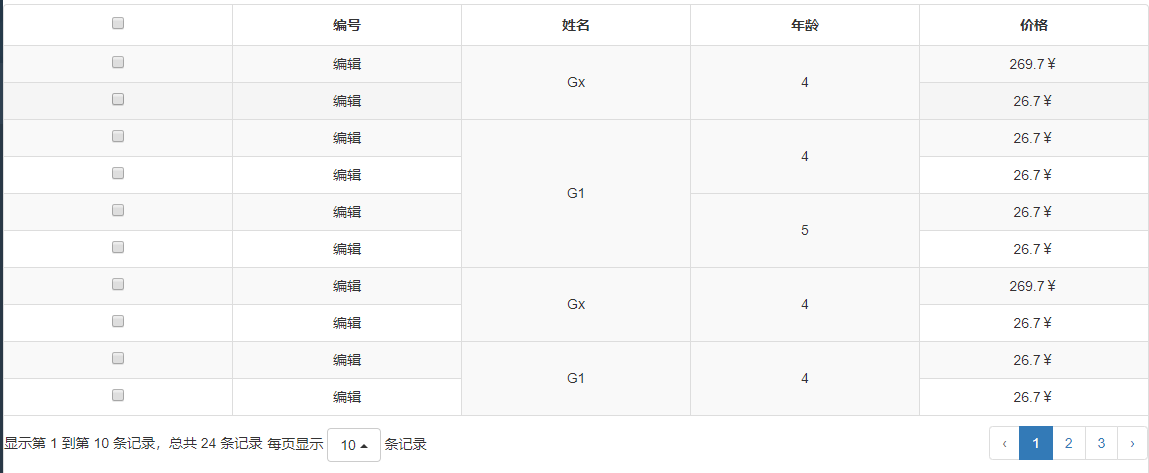 编号 姓名 年龄 价格
编辑 Gx 4 269.7￥
编辑 26.7￥
编辑 G1 4 26.7￥
编辑 26.7￥
编辑 5 26.7￥
编辑 26.7￥
编辑 Gx 4 269.7￥
编辑 26.7￥
编辑 G1 4 26.7￥
编辑 26.7￥
显示第 1 到第 10 条记录，总共 24 条记录 每页显示 10 条记录 ‹ 1 2 3 ›